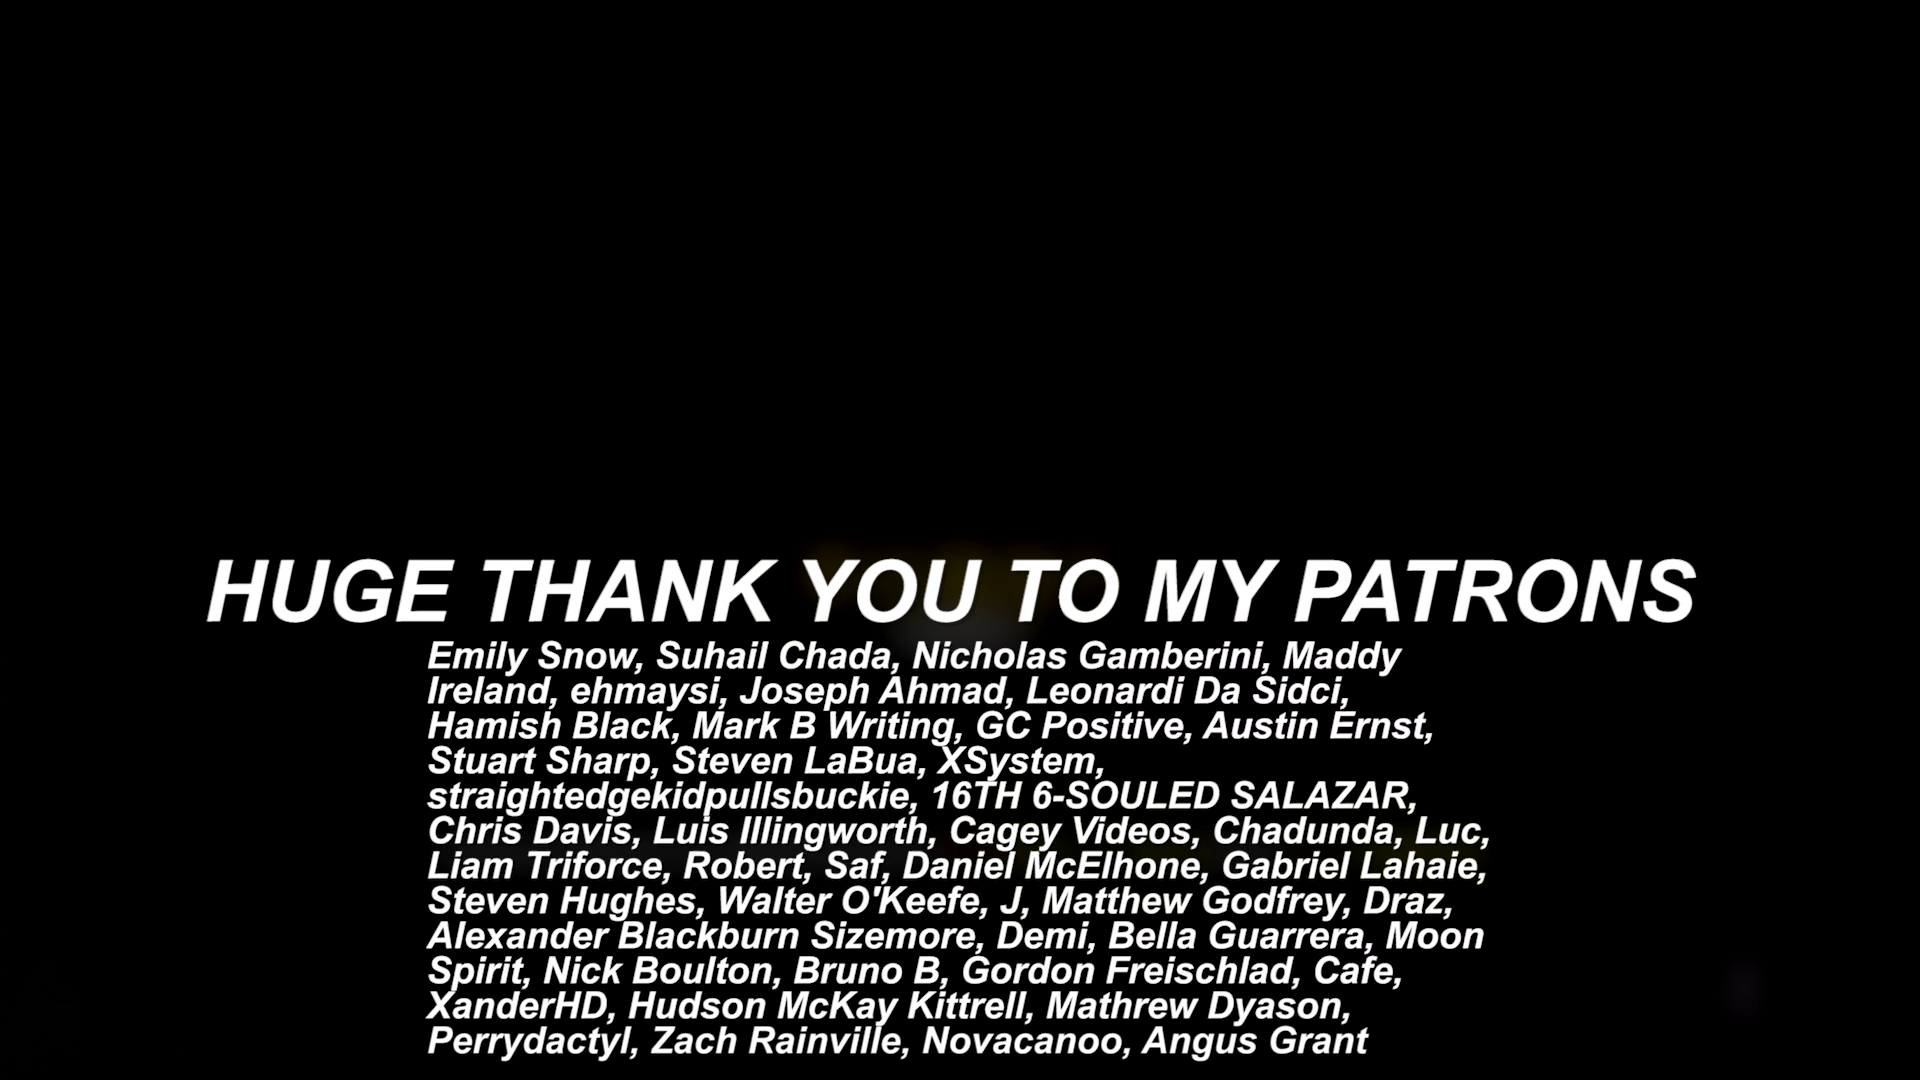 HUGE THANK YOU TO MY PATRONS
Emily Snow, Suhail Chada, Nicholas Gamberini, Maddy
Ireland, ehmaysi, Joseph Ahmad, Leonardi Da Sidci,
Hamish Black, Mark B Writing, GC Positive, Austin Ernst,
Stuart Sharp, Steven LaBua, XSystem,
straightedgekidpullsbuckie, 16TH 6-SOULED SALAZAR,
Chris Davis, Luis Illingworth, Cagey Videos, Chadunda, Luc,
Liam Triforce, Robert, Saf, Daniel McElhone, Gabriel Lahaie,
Steven Hughes, Walter O'Keefe, J, Matthew Godfrey, Draz,
Alexander Blackburn Sizemore, Demi, Bella Guarrera, Moon
Spirit, Nick Boulton, Bruno B, Gordon Freischlad, Cafe,
XanderHD, Hudson McKay Kittrell, Mathrew Dyason,
Perrydactyl, Zach Rainville, Novacanoo, Angus Grant